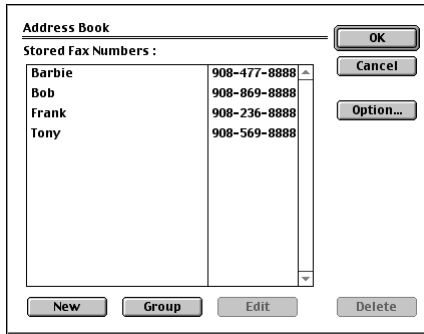 Address Book
OK
Stored Fax Numbers :
Cancel
Barbie 908-477-8888
Bob 908-869-8888
Frank 908-236-8888
Option...
Tony 908-569-8888
New Group Edit Delete